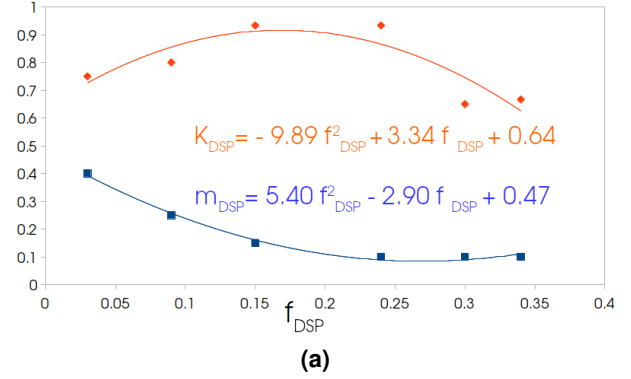 1
0.9
0.8
0.7
0.6
0.5
0.4
0.3
0.2
0.1
0
K_DSP = - 9.89 f²_DSP + 3.34 f_DSP + 0.64
m_DSP = 5.40 f²_DSP - 2.90 f_DSP + 0.47
0 0.05 0.1 0.15 0.2 0.25 0.3 0.35 0.4
f_DSP
(a)